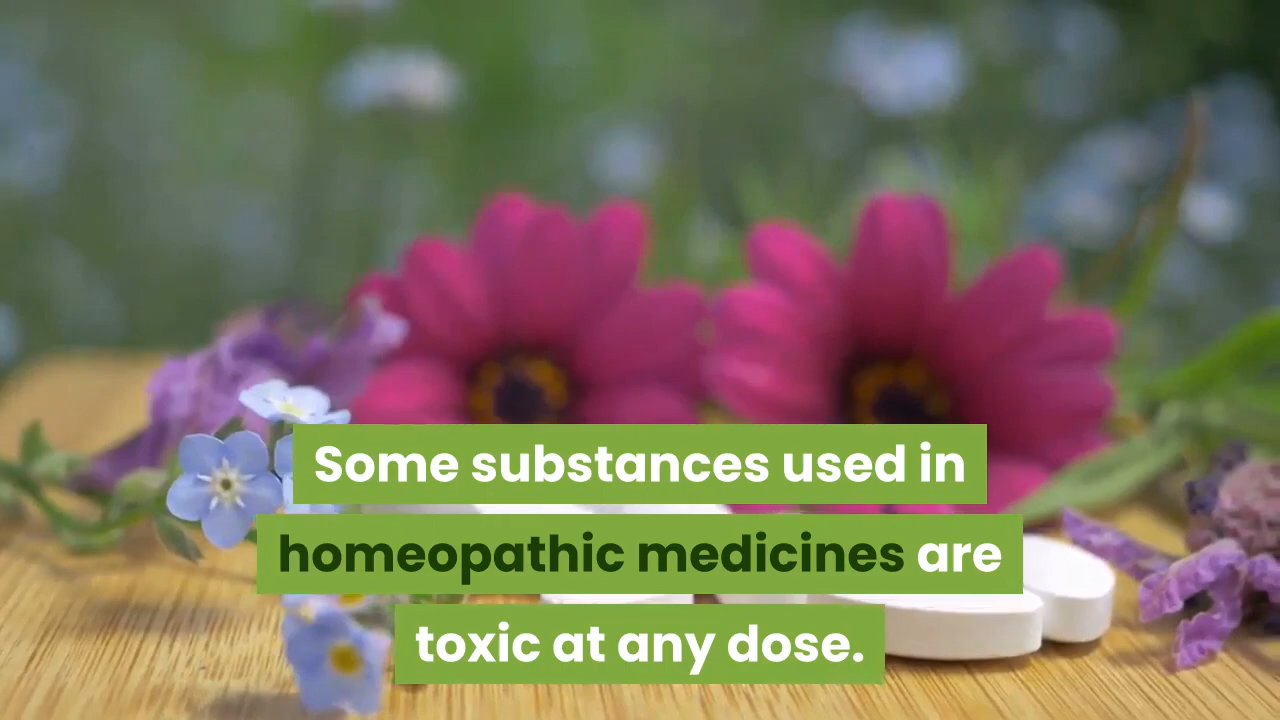 Some substances used in
homeopathic medicines are
toxic at any dose.